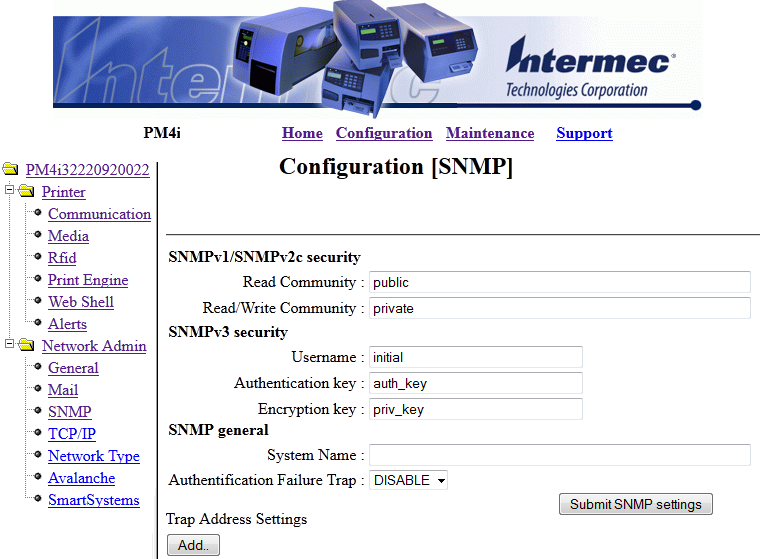 Intermec
Intermec
Technologies Corporation
PM4i Home Configuration Maintenance Support
PM4i32220920022
Printer
Communication
Media
Rfid
Print Engine
Web Shell
Alerts
Network Admin
General
Mail
SNMP
TCP/IP
Network Type
Avalanche
SmartSystems
Configuration [SNMP]
SNMPv1/SNMPv2c security
Read Community : public
Read/Write Community : private
SNMPv3 security
Username : initial
Authentication key : auth_key
Encryption key : priv_key
SNMP general
System Name :
Authentification Failure Trap : DISABLE
Submit SNMP settings
Trap Address Settings
Add..